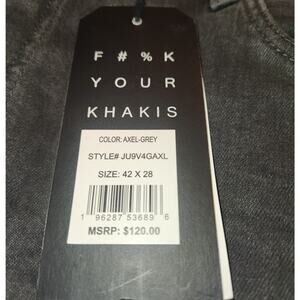 F # % K
YOUR
KHAKIS
COLOR: AXEL-GREY
STYLE# JU9V4GAXL
SIZE: 42 X 28
1 96287 53689 6
MSRP: $120.00